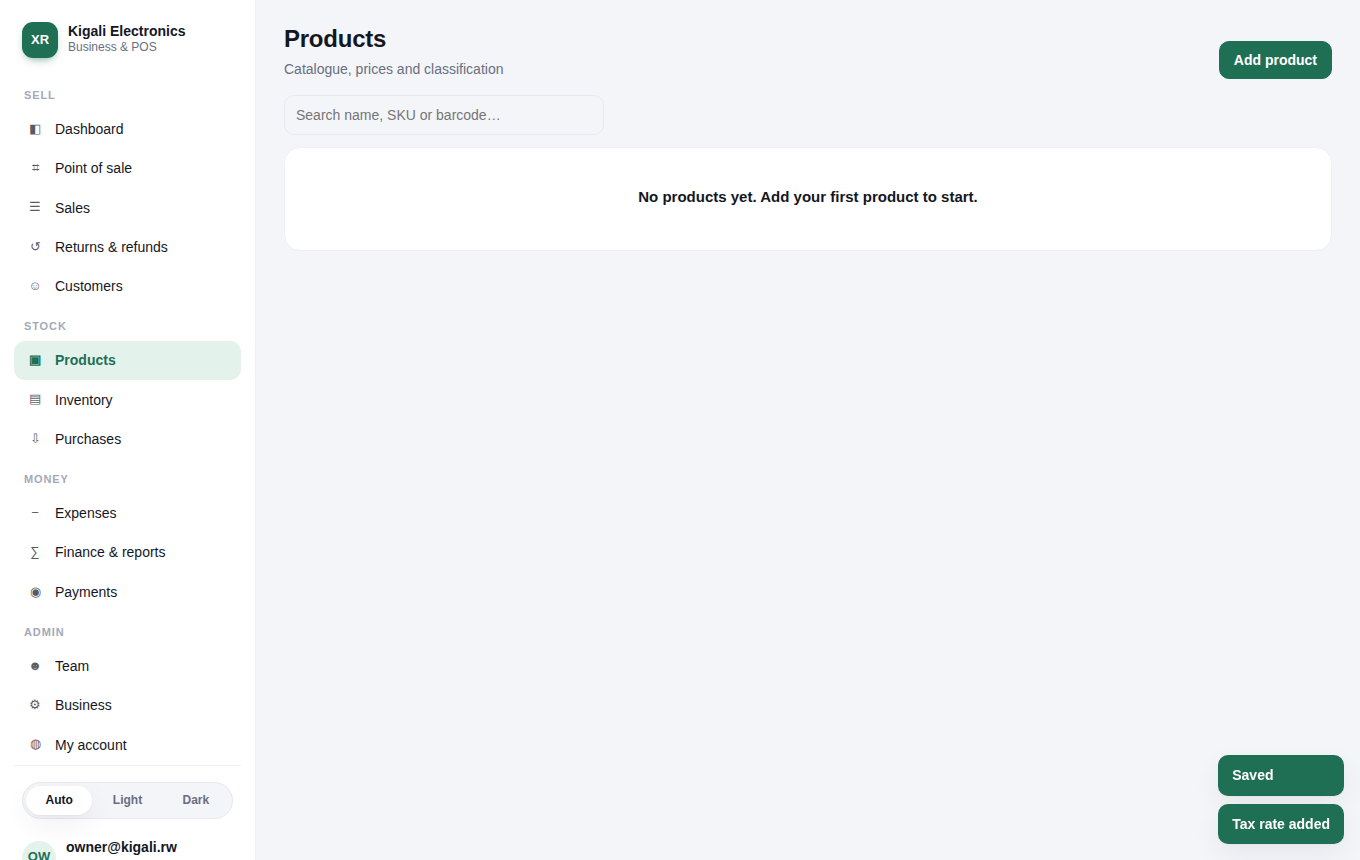 XR
Kigali Electronics
Business & POS
SELL
Dashboard
Point of sale
Sales
Returns & refunds
Customers
STOCK
Products
Inventory
Purchases
MONEY
Expenses
Finance & reports
Payments
ADMIN
Team
Business
My account
Auto Light Dark
OW
owner@kigali.rw
Products
Catalogue, prices and classification
Add product
Search name, SKU or barcode…
No products yet. Add your first product to start.
Saved
Tax rate added